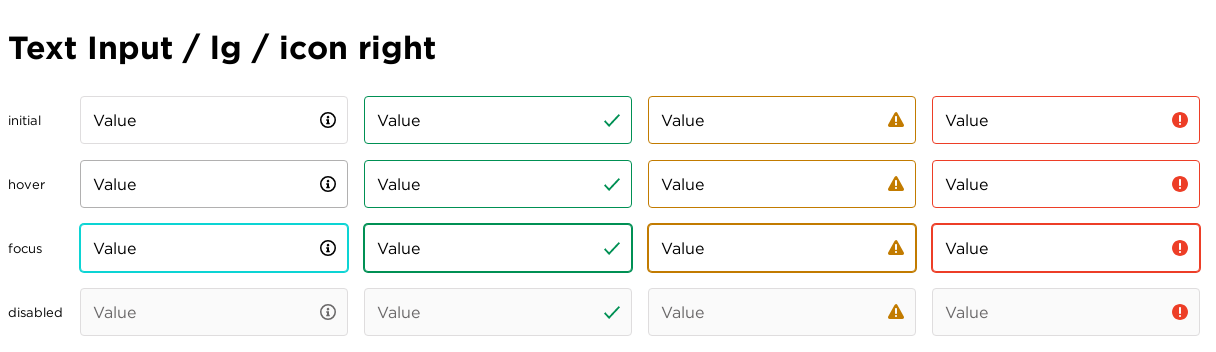 Text Input / lg / icon right
initial Value Value Value Value
hover Value Value Value Value
focus Value Value Value Value
disabled Value Value Value Value